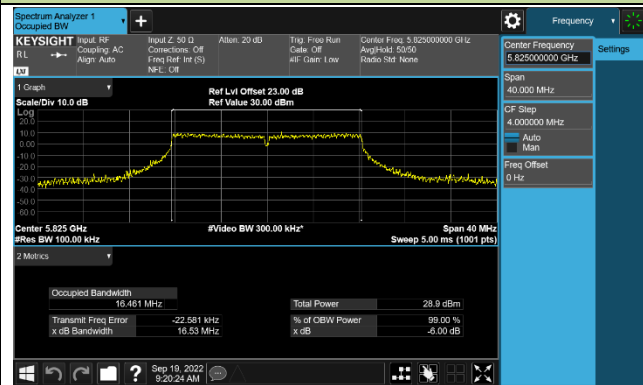 Spectrum Analyzer 1
Occupied BW
Frequency
KEYSIGHT
Input: RF
Coupling: AC
Align: Auto
Input Z: 50 Ω
Corrections: Off
Freq Ref: Int (S)
NFE: Off
Atten: 20 dB
Trig: Free Run
Gate: Off
#IF Gain: Low
Center Freq: 5.825000000 GHz
Avg|Hold: 50/50
Radio Std: None
RL
LXI
Center Frequency
5.825000000 GHz
Settings
Span
40.000 MHz
CF Step
4.000000 MHz
Auto
Man
Freq Offset
0 Hz
1 Graph
Scale/Div 10.0 dB
Ref Lvl Offset 23.00 dB
Ref Value 30.00 dBm
Log
20.0
10.0
0.00
-10.0
-20.0
-30.0
-40.0
-50.0
-60.0
Center 5.825 GHz
#Video BW 300.00 kHz*
Span 40 MHz
#Res BW 100.00 kHz
Sweep 5.00 ms (1001 pts)
2 Metrics
Occupied Bandwidth
16.461 MHz
Total Power 28.9 dBm
Transmit Freq Error -22.581 kHz
% of OBW Power 99.00 %
x dB Bandwidth 16.53 MHz
x dB -6.00 dB
?
Sep 19, 2022
9:20:24 AM